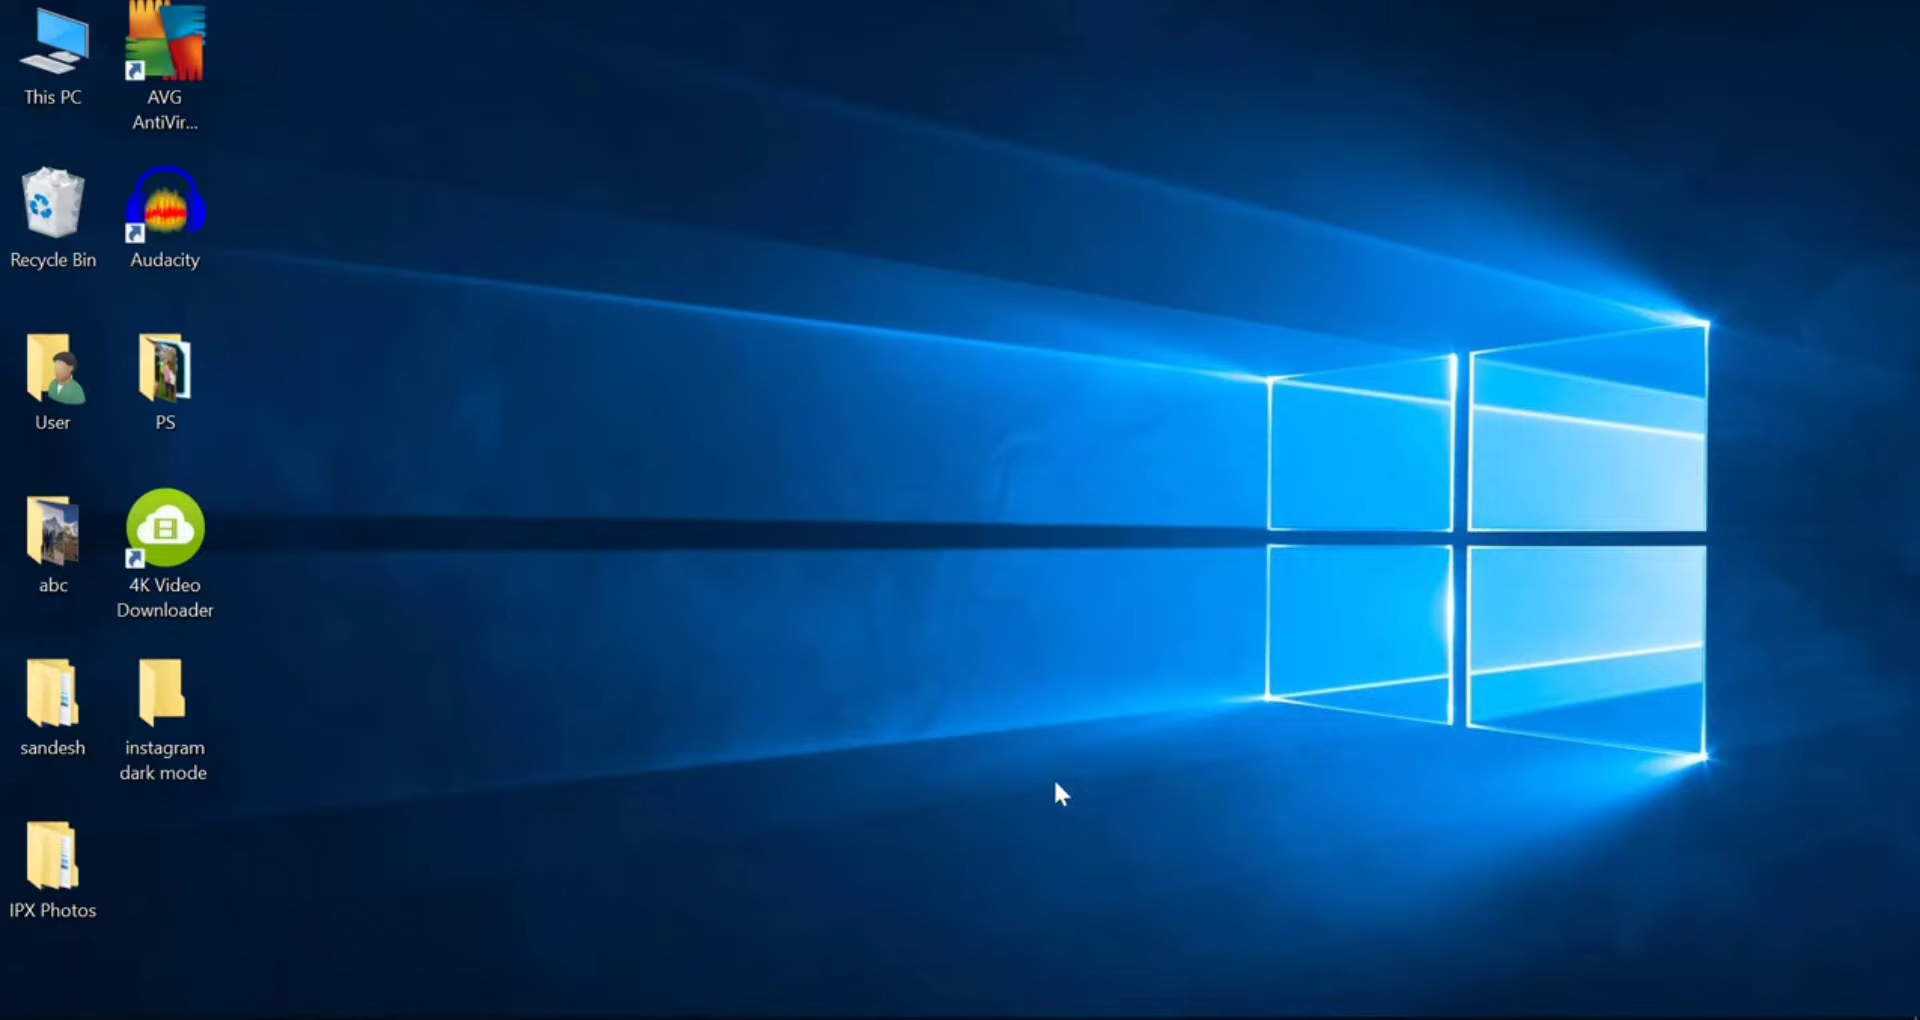 This PC
AVG
AntiVir...
Recycle Bin
Audacity
User
PS
abc
4K Video
Downloader
sandesh
instagram
dark mode
IPX Photos